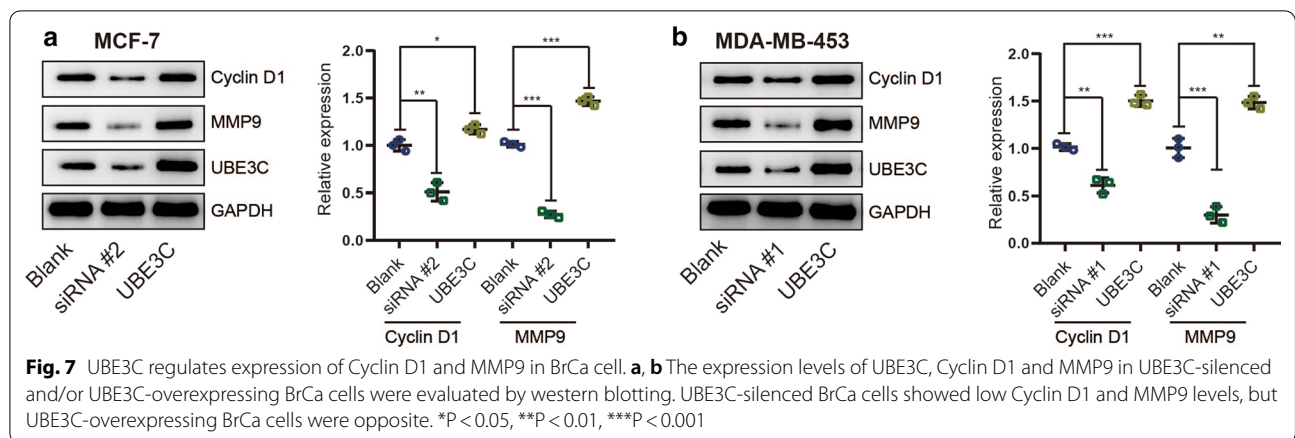 a MCF-7
Cyclin D1
MMP9
UBE3C
GAPDH
Blank
siRNA #2
UBE3C
Relative expression
2.0
1.5
1.0
0.5
0.0
*
***
**
***
Blank
siRNA #2
UBE3C
Blank
siRNA #2
UBE3C
Cyclin D1
MMP9
b MDA-MB-453
Cyclin D1
MMP9
UBE3C
GAPDH
Blank
siRNA #1
UBE3C
Relative expression
2.0
1.5
1.0
0.5
0.0
***
**
**
***
Blank
siRNA #1
UBE3C
Blank
siRNA #1
UBE3C
Cyclin D1
MMP9
Fig. 7 UBE3C regulates expression of Cyclin D1 and MMP9 in BrCa cell. a, b The expression levels of UBE3C, Cyclin D1 and MMP9 in UBE3C-silenced
and/or UBE3C-overexpressing BrCa cells were evaluated by western blotting. UBE3C-silenced BrCa cells showed low Cyclin D1 and MMP9 levels, but
UBE3C-overexpressing BrCa cells were opposite. *P < 0.05, **P < 0.01, ***P < 0.001